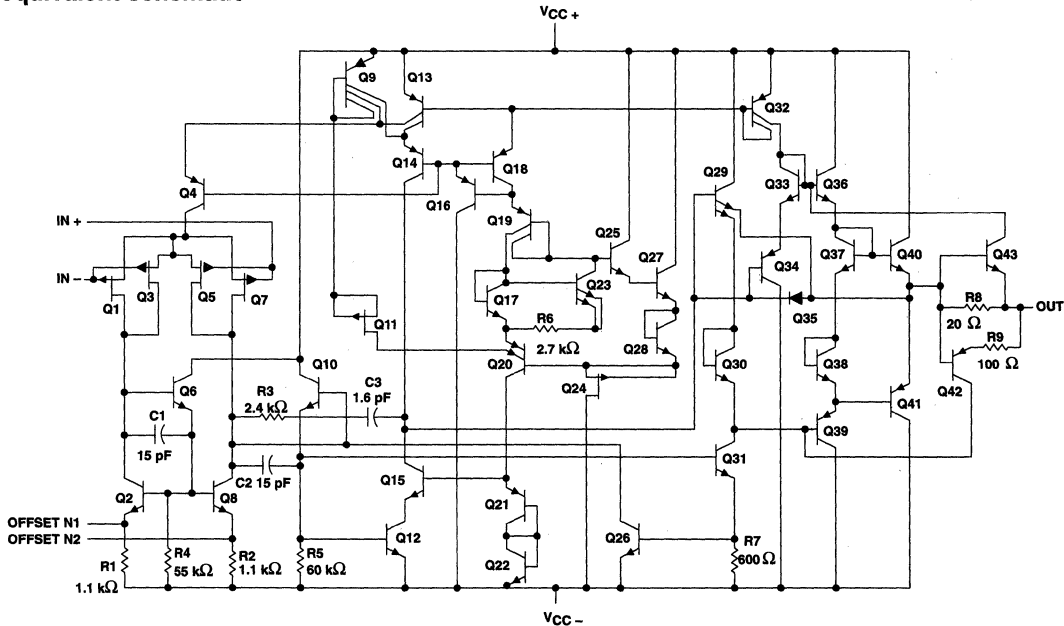 VCC+
Q9
Q13
Q32
Q14
Q18
Q29
Q33
Q36
Q4
Q16
Q19
IN +
Q25
Q27
Q34
Q37
Q40
Q43
IN -
Q1
Q3
Q5
Q7
Q17
Q23
Q35
R8
OUT
20 Ω
Q11
R6
2.7 kΩ
Q28
R9
100 Ω
Q20
Q30
Q38
Q6
Q10
R3
2.4 kΩ
C3
1.6 pF
Q24
Q42
Q41
C1
15 pF
Q39
Q31
C2 15 pF
Q2
Q8
Q15
Q21
OFFSET N1
OFFSET N2
Q12
Q26
R7
600 Ω
R1
1.1 kΩ
R4
55 kΩ
R2
1.1 kΩ
R5
60 kΩ
Q22
VCC -